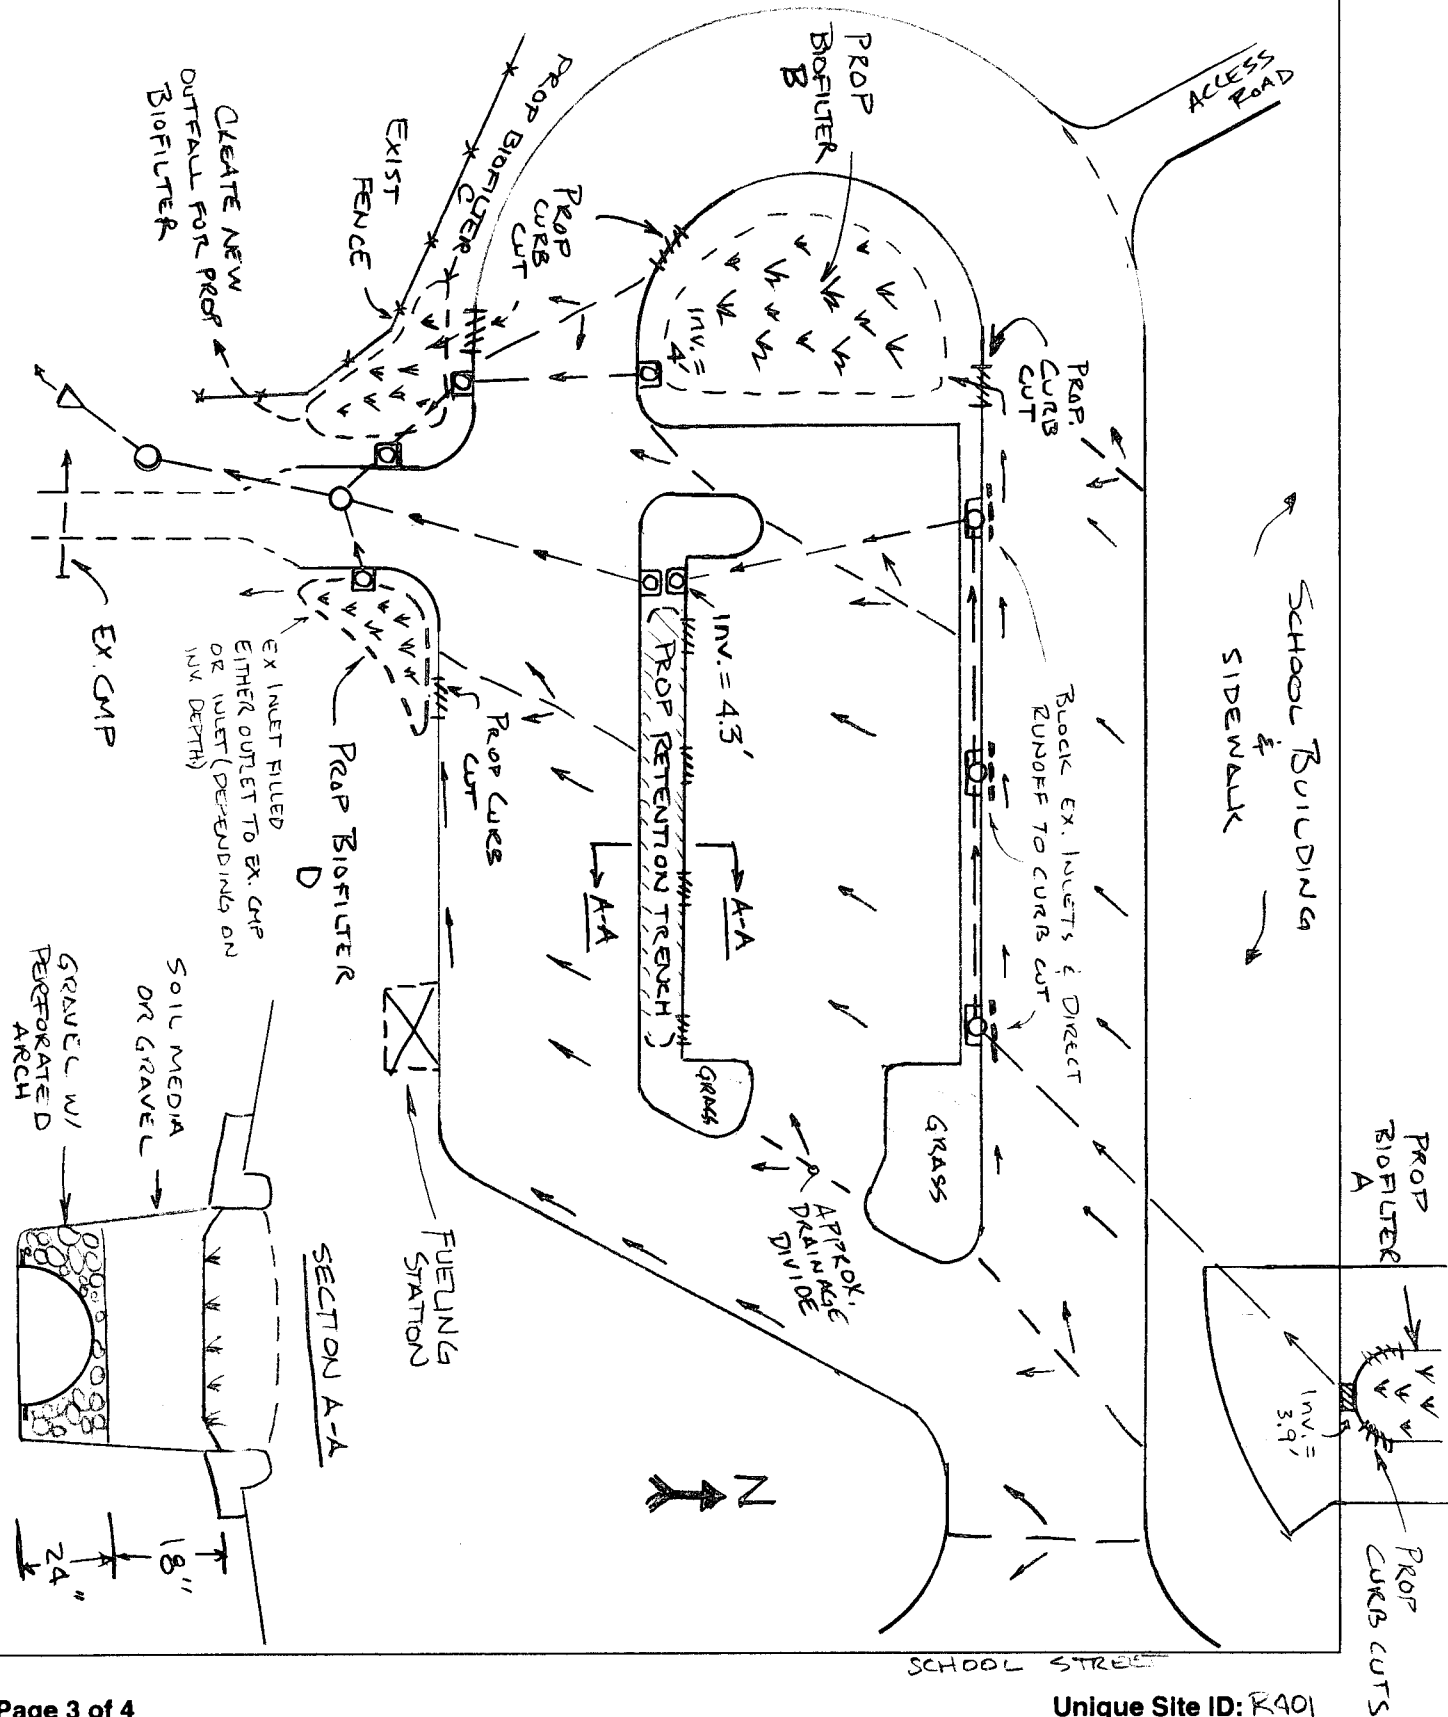 ACCESS
ROAD
PROP
BIOFILTER
B
PROP BIOFILTER
C
EXIST
FENCE
CREATE NEW
OUTFALL FOR PROP
BIOFILTER
PROP
CURB
CUT
INV. =
4'
PROP.
CURB
CUT
SCHOOL BUILDING
&
SIDEWALK
BLOCK EX. INLETS & DIRECT
RUNOFF TO CURB CUT
INV. = 4.3'
(PROP RETENTION TRENCH)
A-A
A-A
PROP CURB
CUT
PROP BIOFILTER
D
EX INLET FILLED
EITHER OUTLET TO EX. CMP
OR INLET (DEPENDING ON
INV. DEPTH)
EX. CMP
GRASS
GRASS
APPROX.
DRAINAGE
DIVIDE
FUELING
STATION
PROP
BIOFILTER
A
INV. =
3.9'
PROP
CURB CUTS
N
SECTION A-A
SOIL MEDIA
OR GRAVEL
GRAVEL W/
PERFORATED
ARCH
18"
24"
SCHOOL STREET
Page 3 of 4
Unique Site ID: R401